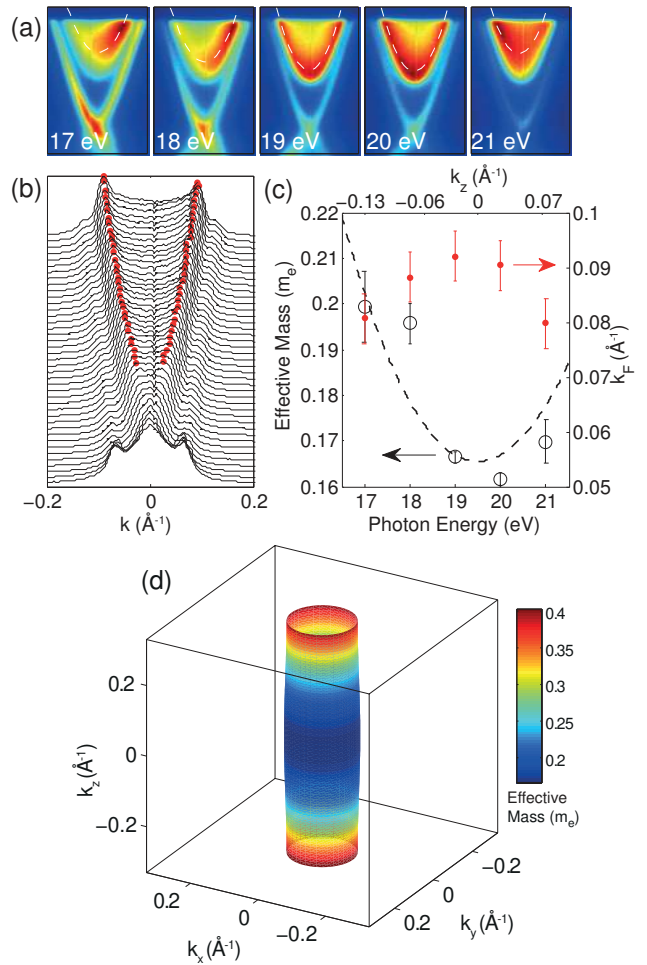 (a)
17 eV 18 eV 19 eV 20 eV 21 eV
(b)
k (Å⁻¹)
−0.2 0 0.2
(c)
k_z (Å⁻¹)
−0.13 −0.06 0 0.07
Effective Mass (m_e)
0.22
0.21
0.2
0.19
0.18
0.17
0.16
k_F (Å⁻¹)
0.1
0.09
0.08
0.07
0.06
0.05
17 18 19 20 21
Photon Energy (eV)
(d)
k_z (Å⁻¹)
0.2
0
−0.2
k_x (Å⁻¹)
0.2 0 −0.2
k_y (Å⁻¹)
0.2 0 −0.2
0.4
0.35
0.3
0.25
0.2
Effective
Mass (m_e)